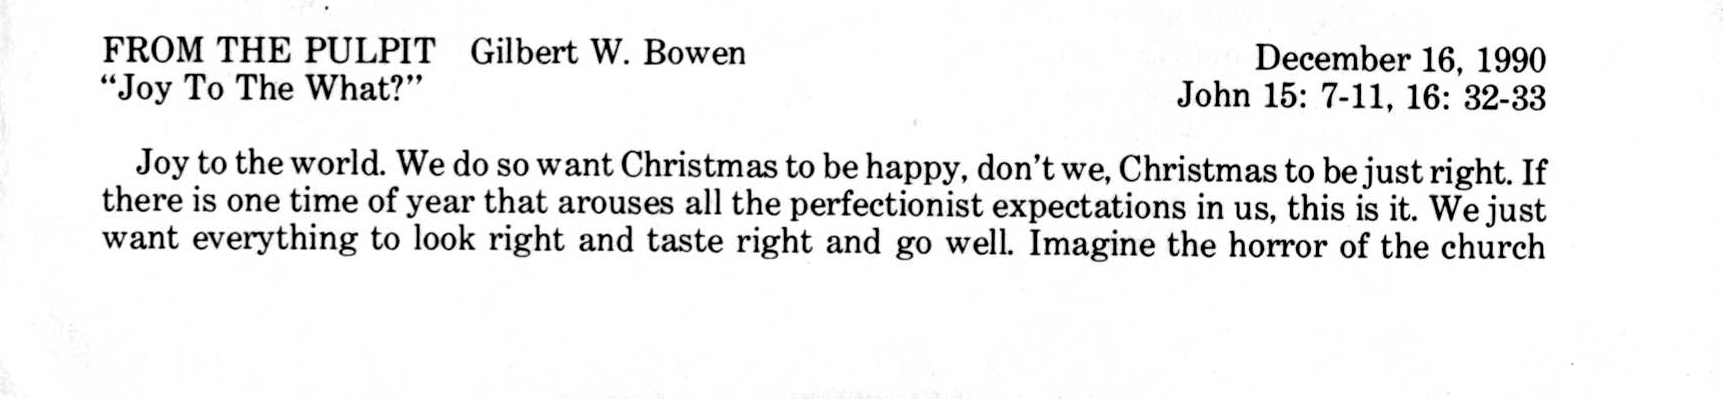 FROM THE PULPIT Gilbert W. Bowen December 16, 1990
“Joy To The What?” John 15: 7-11, 16: 32-33
Joy to the world. We do so want Christmas to be happy, don’t we, Christmas to be just right. If
there is one time of year that arouses all the perfectionist expectations in us, this is it. We just
want everything to look right and taste right and go well. Imagine the horror of the church